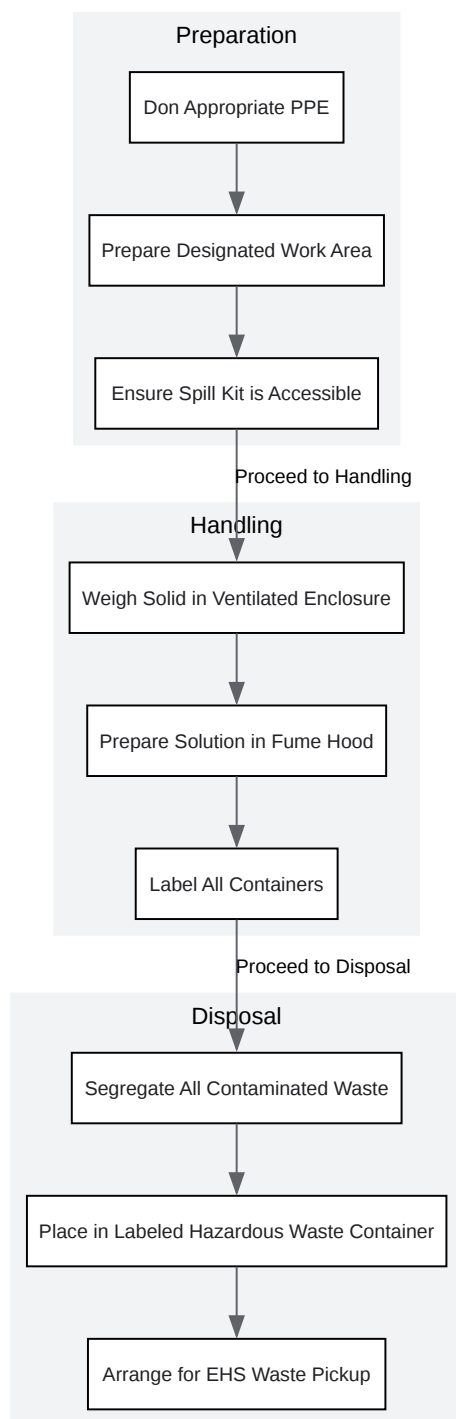 Preparation
Don Appropriate PPE
Prepare Designated Work Area
Ensure Spill Kit is Accessible
Proceed to Handling
Handling
Weigh Solid in Ventilated Enclosure
Prepare Solution in Fume Hood
Label All Containers
Proceed to Disposal
Disposal
Segregate All Contaminated Waste
Place in Labeled Hazardous Waste Container
Arrange for EHS Waste Pickup